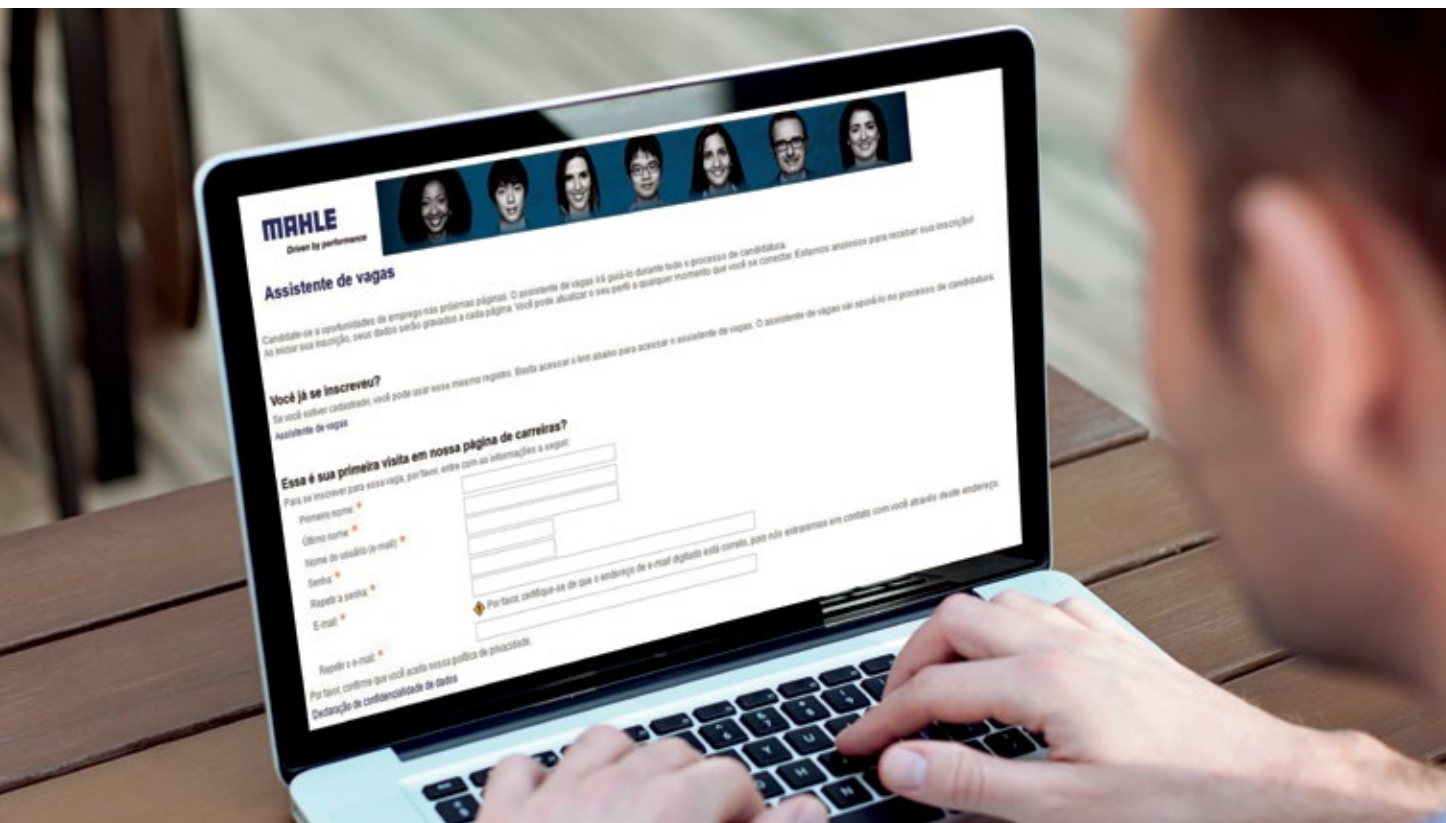 MAHLE
Driven by performance
Assistente de vagas
Candidate-se a oportunidades de emprego nas próximas páginas. O assistente de vagas irá guiá-lo durante todo o processo de candidatura.
Ao iniciar sua inscrição, seus dados serão gravados a cada página. Você pode atualizar o seu perfil a qualquer momento que você se conectar. Estamos ansiosos para receber sua inscrição!
Você já se inscreveu?
Se você estiver cadastrado, você pode usar esse mesmo registro. Basta acessar o link abaixo para acessar o assistente de vagas. O assistente de vagas vai apoiá-lo no processo de candidatura.
Assistente de vagas
Essa é sua primeira visita em nossa página de carreiras?
Para se inscrever para essa vaga, por favor, entre com as informações a seguir:
Primeiro nome: *
Último nome: *
Nome do usuário (e-mail): *
Senha: *
Repetir a senha: *
E-mail: *
Por favor, certifique-se de que o endereço de e-mail digitado está correto, pois nós entraremos em contato com você através deste endereço.
Repetir o e-mail: *
Por favor, confirme que você aceita nossa política de privacidade.
Declaração de confidencialidade de dados
6
7
Y
U
H
N